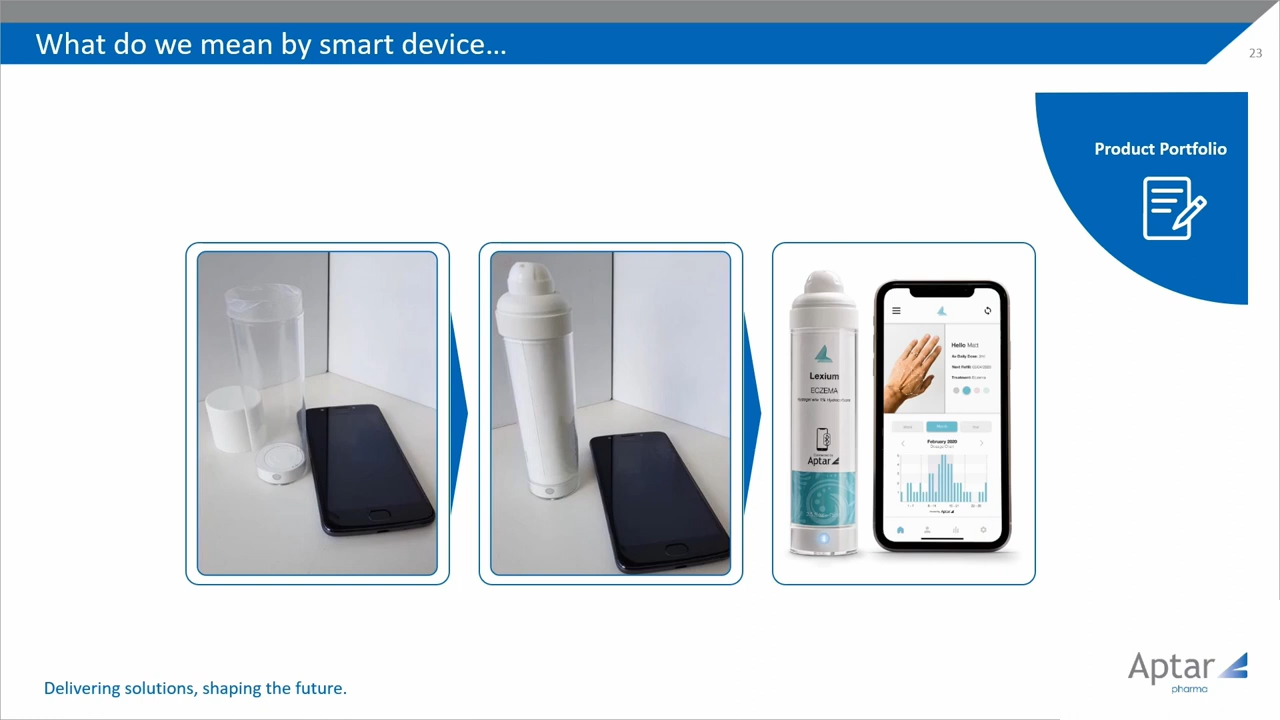 What do we mean by smart device…
23
Product Portfolio
Lexium
ECZEMA
Aptar
Hello Matt
February 2020
Delivering solutions, shaping the future.
Aptar
pharma